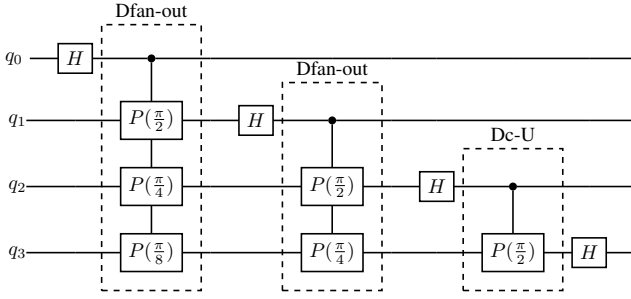 Dfan-out
Dfan-out
Dc-U
q₀ H
q₁ P(π/2) H
q₂ P(π/4) P(π/2) H
q₃ P(π/8) P(π/4) P(π/2) H